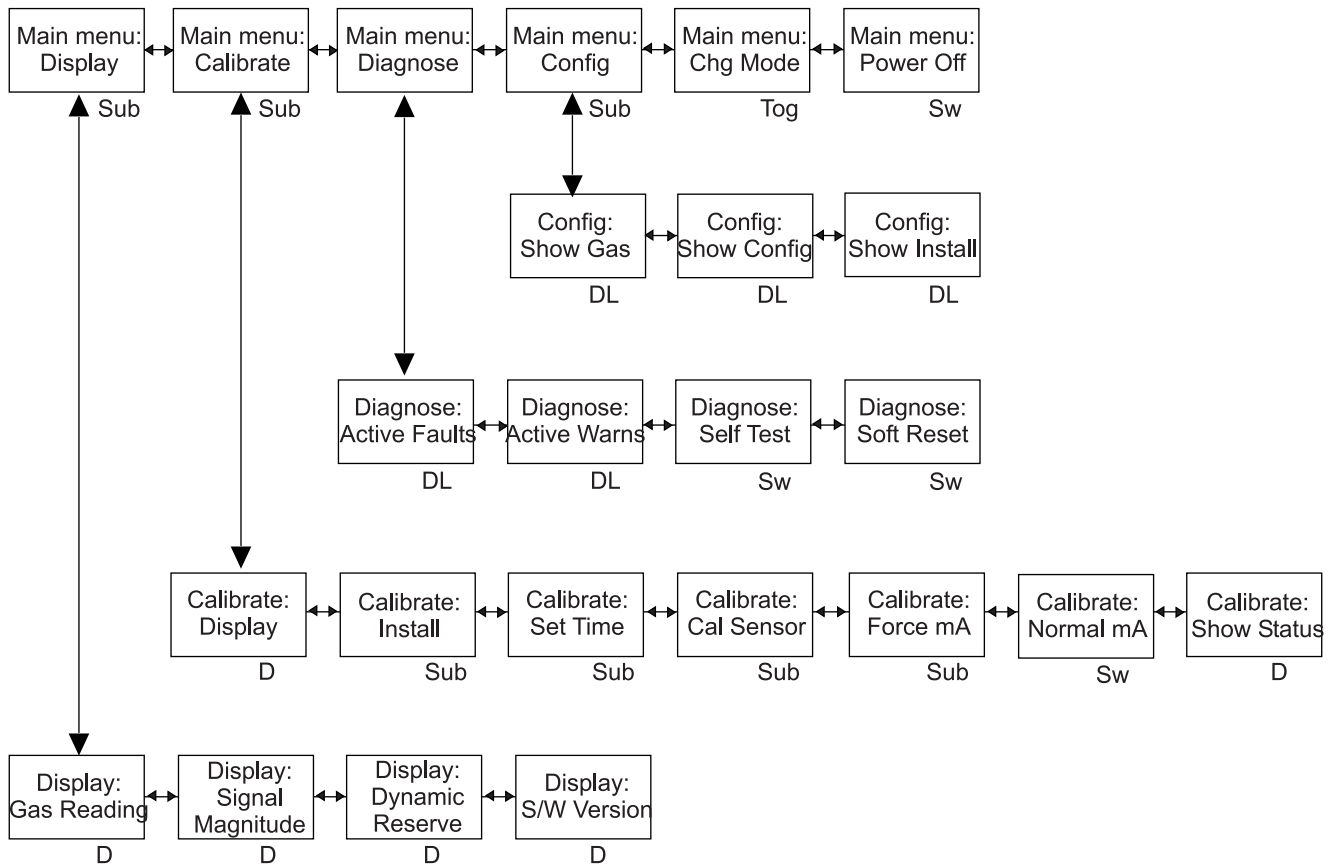 Main menu:
Display
Main menu:
Calibrate
Main menu:
Diagnose
Main menu:
Config
Main menu:
Chg Mode
Main menu:
Power Off
Sub
Sub
Sub
Tog
Sw
Config:
Show Gas
Config:
Show Config
Config:
Show Install
DL
DL
DL
Diagnose:
Active Faults
Diagnose:
Active Warns
Diagnose:
Self Test
Diagnose:
Soft Reset
DL
DL
Sw
Sw
Calibrate:
Display
Calibrate:
Install
Calibrate:
Set Time
Calibrate:
Cal Sensor
Calibrate:
Force mA
Calibrate:
Normal mA
Calibrate:
Show Status
D
Sub
Sub
Sub
Sub
Sw
D
Display:
Gas Reading
Display:
Signal
Magnitude
Display:
Dynamic
Reserve
Display:
S/W Version
D
D
D
D